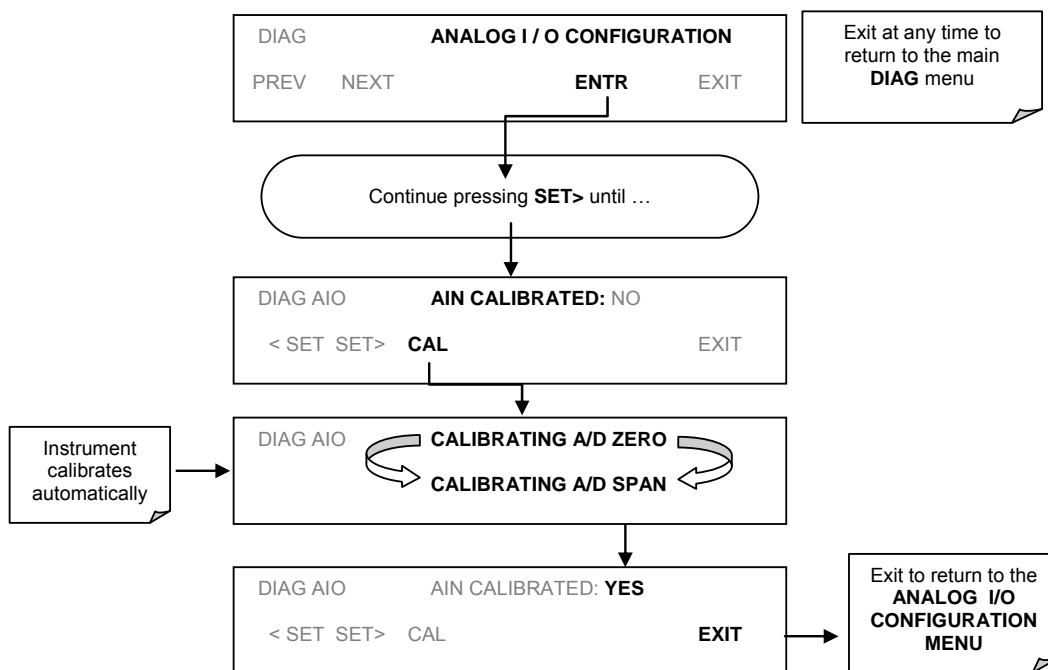 DIAG ANALOG I / O CONFIGURATION
PREV NEXT ENTR EXIT
Exit at any time to
return to the main
DIAG menu
Continue pressing SET> until …
DIAG AIO AIN CALIBRATED: NO
< SET SET> CAL EXIT
Instrument
calibrates
automatically
DIAG AIO CALIBRATING A/D ZERO
CALIBRATING A/D SPAN
DIAG AIO AIN CALIBRATED: YES
< SET SET> CAL EXIT
Exit to return to the
ANALOG I/O
CONFIGURATION
MENU